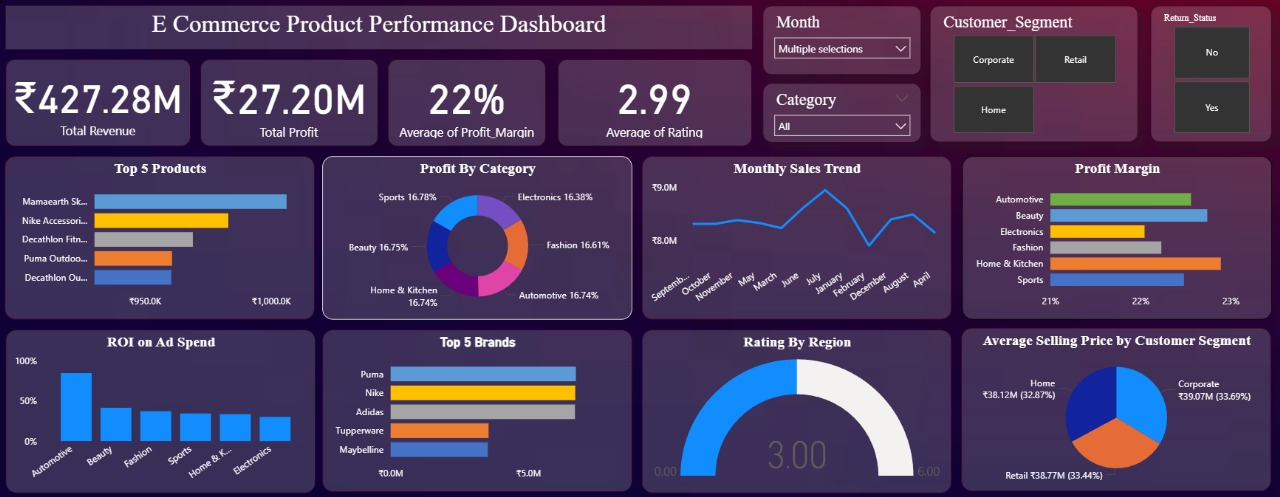 E Commerce Product Performance Dashboard
Month
Multiple selections
Category
All
Customer_Segment
Corporate
Retail
Home
Return_Status
No
Yes
₹427.28M
Total Revenue
₹27.20M
Total Profit
22%
Average of Profit_Margin
2.99
Average of Rating
Top 5 Products
Mamaearth Sk...
Nike Accessori...
Decathlon Fitn...
Puma Outdoo...
Decathlon Ou...
₹950.0K
₹1,000.0K
Profit By Category
Sports 16.78%
Electronics 16.38%
Beauty 16.75%
Fashion 16.61%
Home & Kitchen
16.74%
Automotive 16.74%
Monthly Sales Trend
₹9.0M
₹8.0M
Septemb...
October
November
May
March
June
July
January
February
December
August
April
Profit Margin
Automotive
Beauty
Electronics
Fashion
Home & Kitchen
Sports
21%
22%
23%
ROI on Ad Spend
100%
50%
0%
Automotive
Beauty
Fashion
Sports
Home & K...
Electronics
Top 5 Brands
Puma
Nike
Adidas
Tupperware
Maybelline
₹0.0M
₹5.0M
Rating By Region
3.00
0.00
6.00
Average Selling Price by Customer Segment
Home
₹38.12M (32.87%)
Corporate
₹39.07M (33.69%)
Retail ₹38.77M (33.44%)